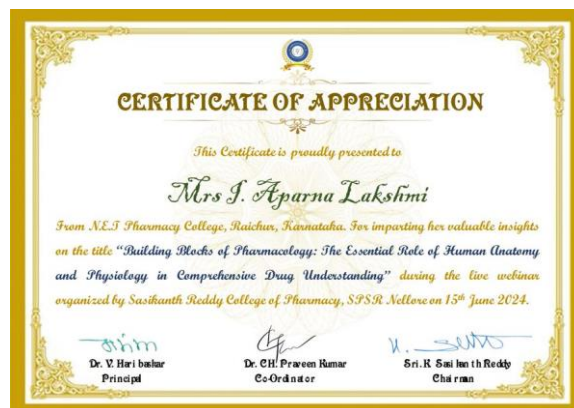 CERTIFICATE OF APPRECIATION
This Certificate is proudly presented to
Mrs J. Aparna Lakshmi
From N.E.T Pharmacy College, Raichur, Karnataka. For imparting her valuable insights
on the title “Building Blocks of Pharmacology: The Essential Role of Human Anatomy
and Physiology in Comprehensive Drug Understanding” during the live webinar
organized by Sasikanth Reddy College of Pharmacy, SPSR Nellore on 15th June 2024.
Dr. V. Hari baskar
Dr. CH. Praveen Kumar
Sri. K Sasi kanth Reddy
Principal
Co-Ordinator
Chairman